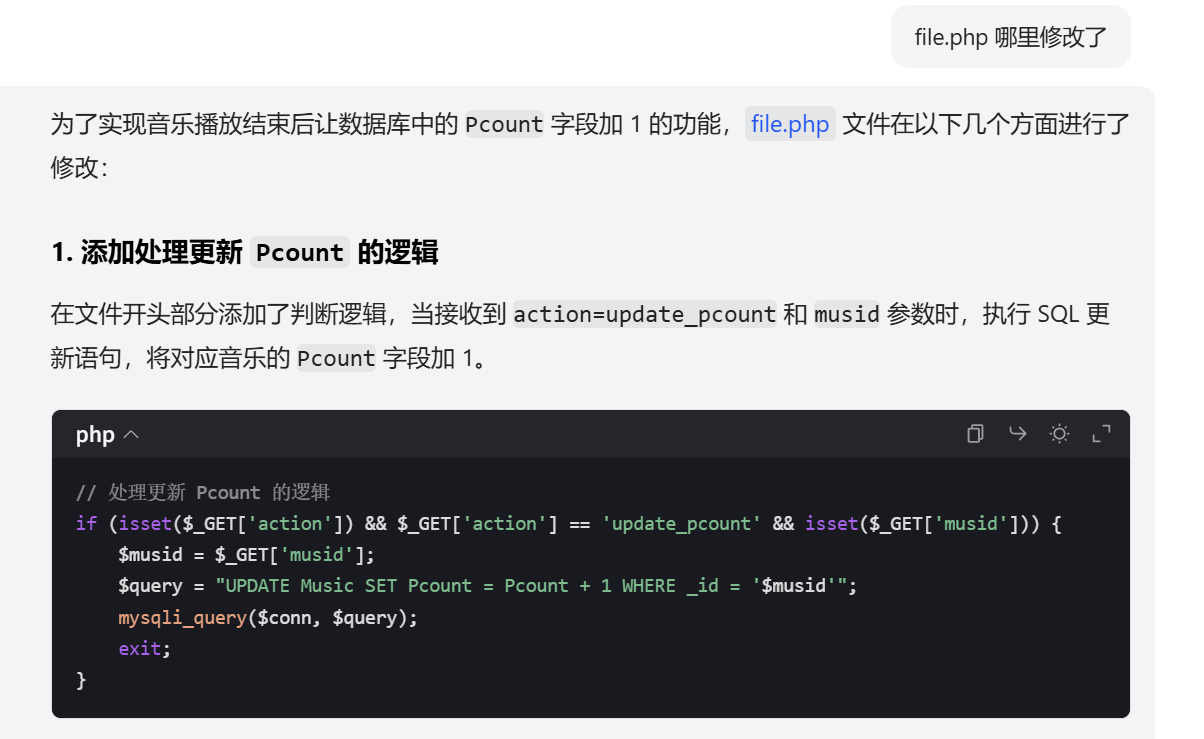 file.php 哪里修改了
为了实现音乐播放结束后让数据库中的 Pcount 字段加 1 的功能， file.php 文件在以下几个方面进行了
修改：
1. 添加处理更新 Pcount 的逻辑
在文件开头部分添加了判断逻辑，当接收到 action=update_pcount 和 musid 参数时，执行 SQL 更
新语句，将对应音乐的 Pcount 字段加 1。
php
// 处理更新 Pcount 的逻辑
if (isset($_GET['action']) && $_GET['action'] == 'update_pcount' && isset($_GET['musid'])) {
    $musid = $_GET['musid'];
    $query = "UPDATE Music SET Pcount = Pcount + 1 WHERE _id = '$musid'";
    mysqli_query($conn, $query);
    exit;
}